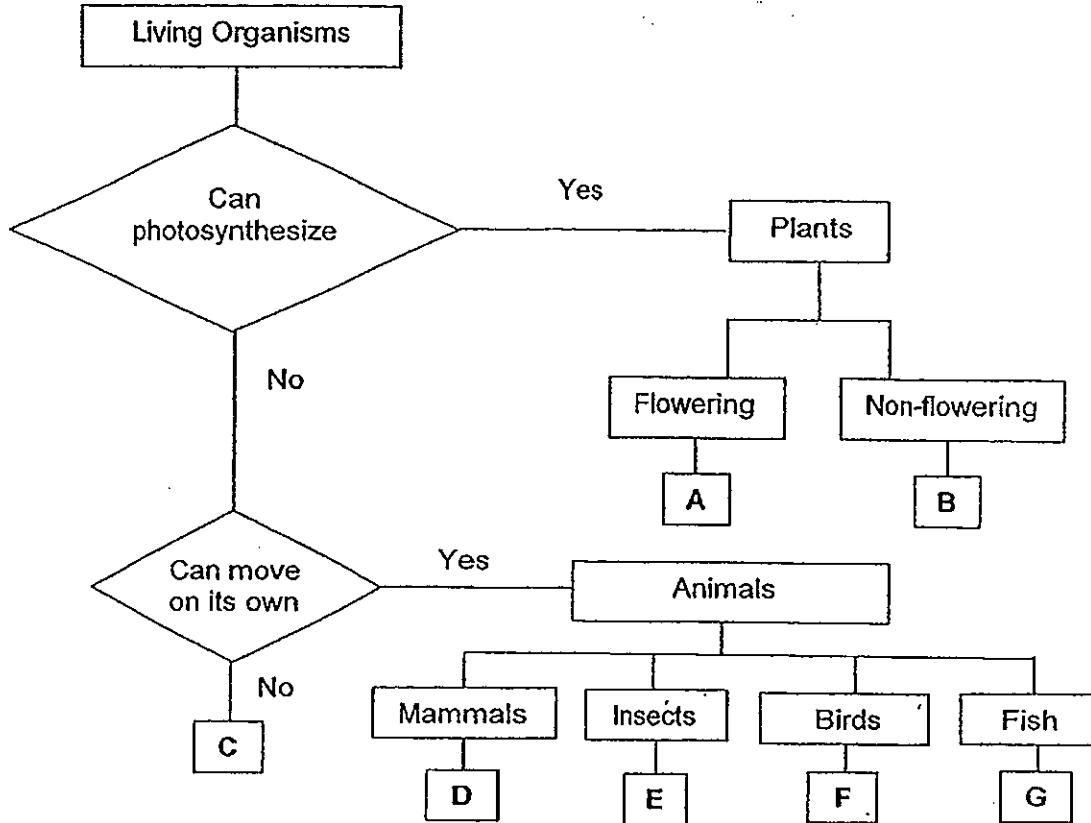 Living Organisms
Can
photosynthesize
Yes
Plants
No
Flowering
Non-flowering
A
B
Can move
on its own
Yes
Animals
No
C
Mammals
Insects
Birds
Fish
D
E
F
G